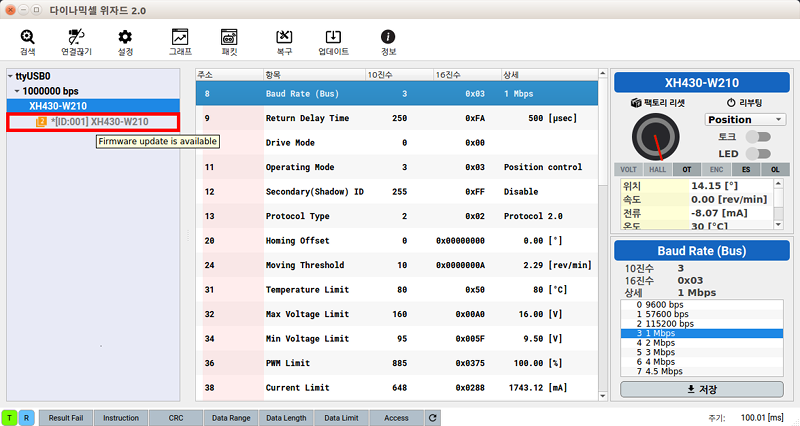 다이나믹셀 위자드 2.0
검색 연결끊기 설정 그래프 패킷 복구 업데이트 정보
ttyUSB0
1000000 bps
XH430-W210
*[ID:001] XH430-W210
Firmware update is available
주소 항목 10진수 16진수 상세
8 Baud Rate (Bus) 3 0x03 1 Mbps
9 Return Delay Time 250 0xFA 500 [μsec]
Drive Mode 0 0x00
11 Operating Mode 3 0x03 Position control
12 Secondary(Shadow) ID 255 0xFF Disable
13 Protocol Type 2 0x02 Protocol 2.0
20 Homing Offset 0 0x00000000 0.00 [°]
24 Moving Threshold 10 0x0000000A 2.29 [rev/min]
31 Temperature Limit 80 0x50 80 [°C]
32 Max Voltage Limit 160 0x00A0 16.00 [V]
34 Min Voltage Limit 95 0x005F 9.50 [V]
36 PWM Limit 885 0x0375 100.00 [%]
38 Current Limit 648 0x0288 1743.12 [mA]
XH430-W210
팩토리 리셋 리부팅
Position
토크
LED
VOLT HALL OT ENC ES OL
위치 14.15 [°]
속도 0.00 [rev/min]
전류 -8.07 [mA]
온도 30 [°C]
Baud Rate (Bus)
10진수 3
16진수 0x03
상세 1 Mbps
0 9600 bps
1 57600 bps
2 115200 bps
3 1 Mbps
4 2 Mbps
5 3 Mbps
6 4 Mbps
7 4.5 Mbps
저장
T R Result Fail Instruction CRC Data Range Data Length Data Limit Access 주기: 100.01 [ms]